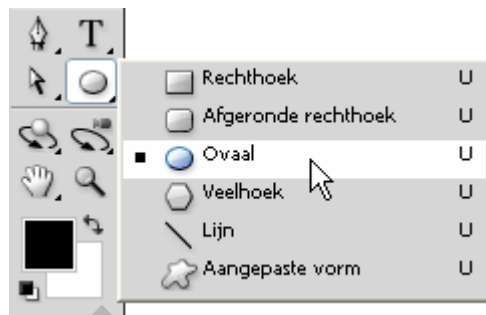 T
Rechthoek U
Afgeronde rechthoek U
Ovaal U
Veelhoek U
Lijn U
Aangepaste vorm U